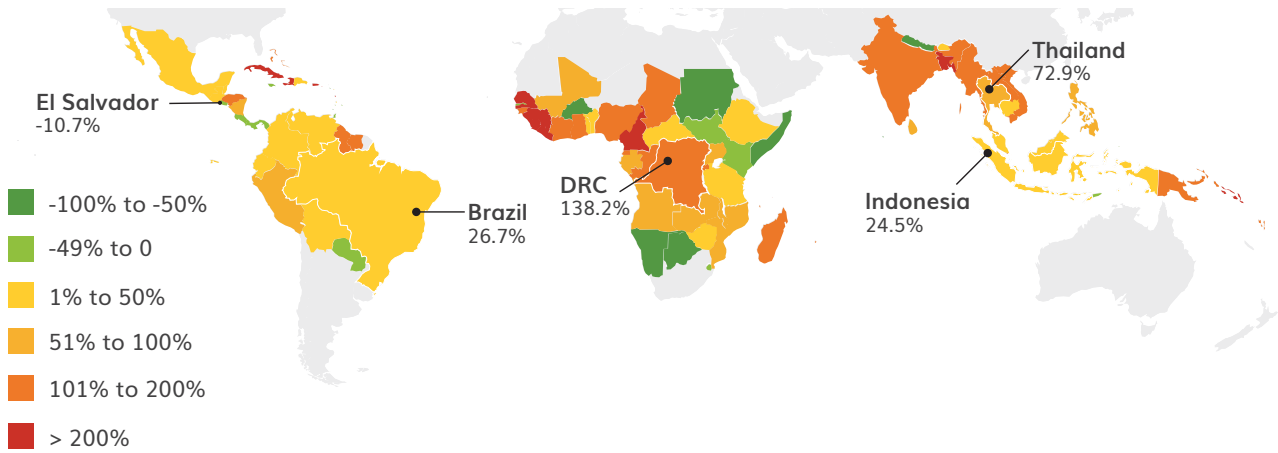 El Salvador
-10.7%
Brazil
26.7%
DRC
138.2%
Thailand
72.9%
Indonesia
24.5%
-100% to -50%
-49% to 0
1% to 50%
51% to 100%
101% to 200%
> 200%